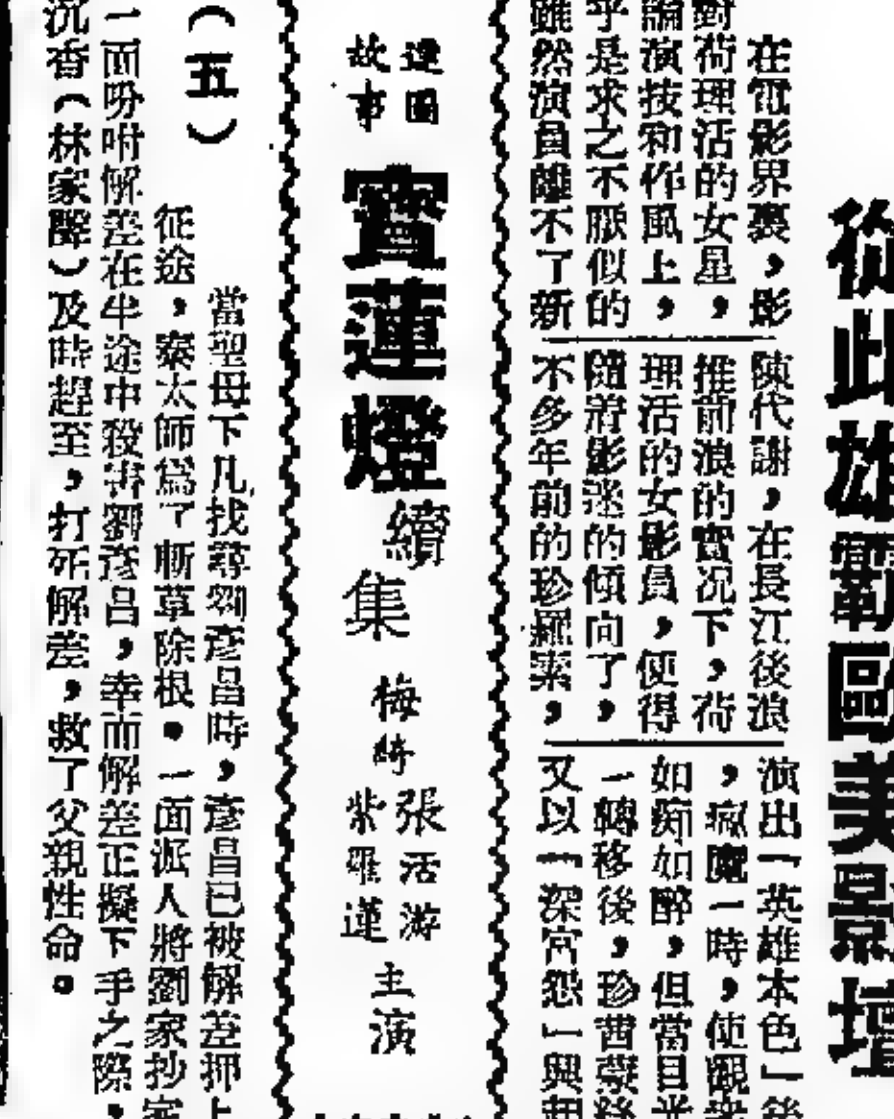 從此雄霸歐美影壇
在電影界裏，影
對荷理活的女星，
論演技和作風上，
乎是求之不厭似的
雖然演員離不了新
陳代謝，在長江後浪
推前浪的實况下，荷
理活的女影員，使得
隨着影迷的傾向了，
不多年前的珍羅素，
演出「英雄本色」後
，瘋魔一時，使觀衆
如痴如醉，但當目光
一轉移後，珍茜蒙絲
又以「深宮怨」興起
連圖故事
寶蓮燈續集
梅綺
張活游
紫羅蓮
主演
（五）
當聖母下凡找尋劉彥昌時，彥昌已被解差押上
征途，秦太師爲了斬草除根。一面派人將劉家抄家
一面吩咐解差在半途中殺害劉彥昌，幸而解差正擬下手之際，
沉香（林家聲）及時趕至，打死解差，救了父親性命。